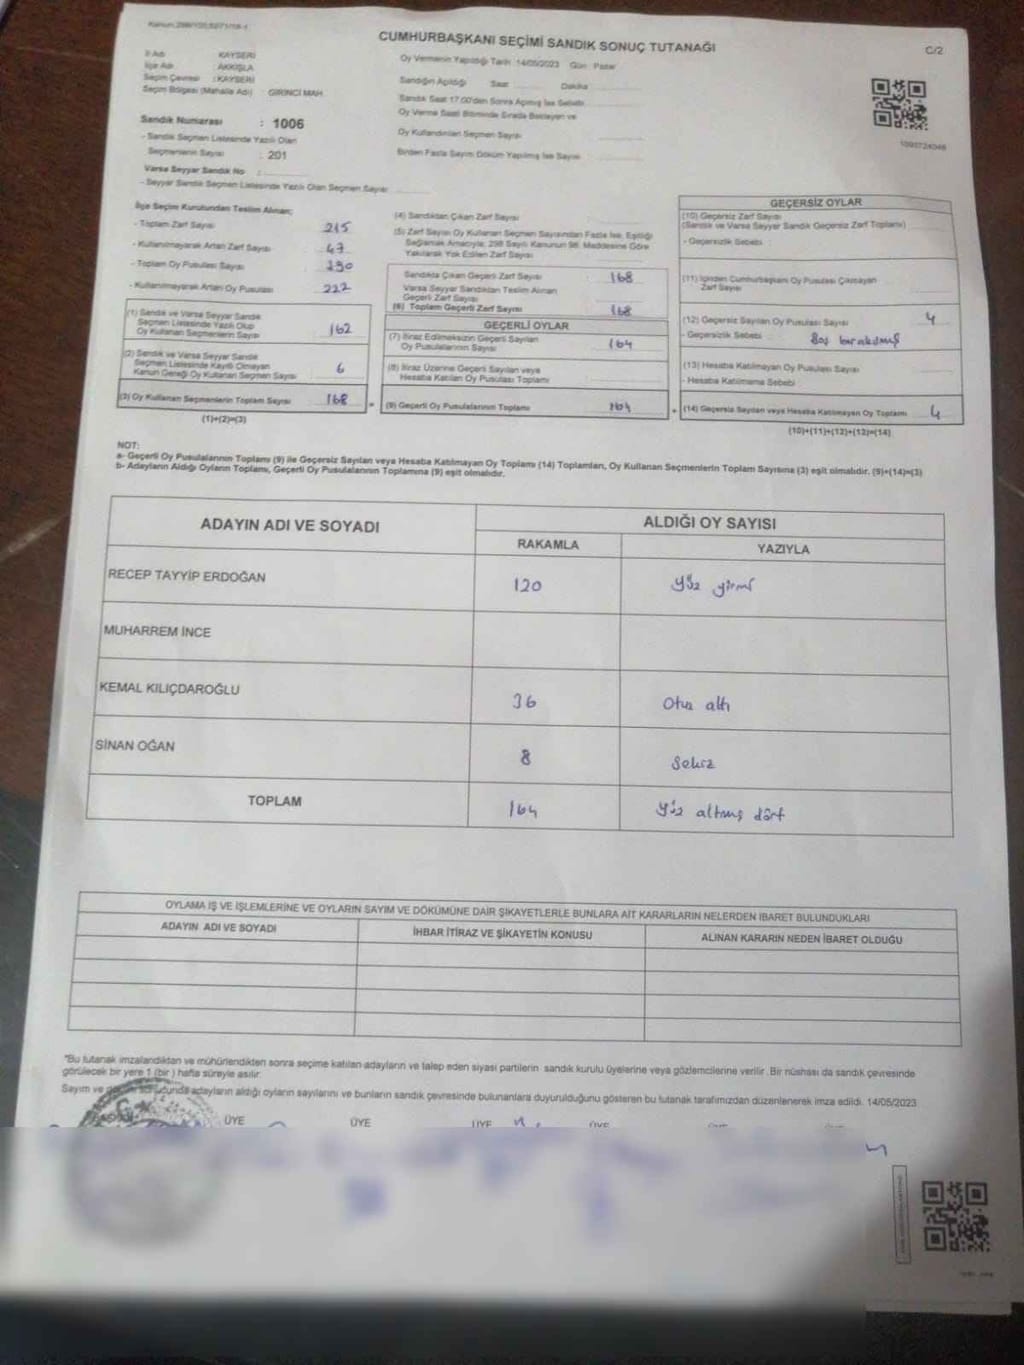 CUMHURBAŞKANI SEÇİMİ SANDIK SONUÇ TUTANAĞI
C/2
İl Adı KAYSERİ
İlçe Adı AKKIŞLA
Seçim Çevresi : KAYSERİ
Seçim Bölgesi (Mahalle Adı) : GİRİNCİ MAH.
Sandık Numarası : 1006
- Sandık Seçmen Listesinde Yazılı Olan
Seçmenlerin Sayısı : 201
Varsa Seyyar Sandık No :
- Seyyar Sandık Seçmen Listesinde Yazılı Olan Seçmen Sayısı
Oy Vermenin Yapıldığı Tarih : 14/05/2023 Gün : Pazar
Sandığın Açıldığı Saat Dakika
Sandık Saat 17.00'den Sonra Açılmış İse Sebebi
Oy Verme Saati Bitiminde Sırada Bekleyen ve
Oy Kullandırılan Seçmen Sayısı
Birden Fazla Sayım Döküm Yapılmış İse Sayısı
İlçe Seçim Kurulundan Teslim Alınan;
- Toplam Zarf Sayısı 215
- Kullanılmayarak Artan Zarf Sayısı 47
- Toplam Oy Pusulası Sayısı
- Kullanılmayarak Artan Oy Pusulası 222
(1) Sandık ve Varsa Seyyar Sandık
Seçmen Listesinde Yazılı Olup
Oy Kullanan Seçmenlerin Sayısı 162
(2) Sandık ve Varsa Seyyar Sandık
Seçmen Listesinde Kayıtlı Olmayan
Kanun Gereği Oy Kullanan Seçmen Sayısı 6
(3) Oy Kullanan Seçmenlerin Toplam Sayısı 168
(1)+(2)=(3)
(4) Sandıktan Çıkan Zarf Sayısı
(5) Zarf Sayısı Oy Kullanan Seçmen Sayısından Fazla İse, Eşitliği
Sağlamak Amacıyla; 298 Sayılı Kanunun 98. Maddesine Göre
Yakılarak Yok Edilen Zarf Sayısı
Sandıkta Çıkan Geçerli Zarf Sayısı 168
Varsa Seyyar Sandıktan Teslim Alınan
Geçerli Zarf Sayısı
(6) Toplam Geçerli Zarf Sayısı 168
GEÇERLİ OYLAR
(7) İtiraz Edilmeksizin Geçerli Sayılan
Oy Pusulalarının Sayısı 164
(8) İtiraz Üzerine Geçerli Sayılan veya
Hesaba Katılan Oy Pusulası Toplamı
(9) Geçerli Oy Pusulalarının Toplamı 164
GEÇERSİZ OYLAR
(10) Geçersiz Zarf Sayısı
(Sandık ve Varsa Seyyar Sandık Geçersiz Zarf Toplamı)
- Geçersizlik Sebebi :
(11) İçinden Cumhurbaşkanı Oy Pusulası Çıkmayan
Zarf Sayısı
(12) Geçersiz Sayılan Oy Pusulası Sayısı 4
- Geçersizlik Sebebi : Boş bırakılmış
(13) Hesaba Katılmayan Oy Pusulası Sayısı
- Hesaba Katılmama Sebebi
(14) Geçersiz Sayılan veya Hesaba Katılmayan Oy Toplamı 4
(10)+(11)+(12)+(13)=(14)
NOT:
a- Geçerli Oy Pusulalarının Toplamı (9) ile Geçersiz Sayılan veya Hesaba Katılmayan Oy Toplamı (14) Toplamları, Oy Kullanan Seçmenlerin Toplam Sayısına (3) eşit olmalıdır. (9)+(14)=(3)
b- Adayların Aldığı Oyların Toplamı, Geçerli Oy Pusulalarının Toplamına (9) eşit olmalıdır.
ADAYIN ADI VE SOYADI
ALDIĞI OY SAYISI
RAKAMLA YAZIYLA
RECEP TAYYİP ERDOĞAN 120 Yüz yirmi
MUHARREM İNCE
KEMAL KILIÇDAROĞLU 36 Otuz altı
SİNAN OĞAN 8 Sekiz
TOPLAM 164 Yüz altmış dört
OYLAMA İŞ VE İŞLEMLERİNE VE OYLARIN SAYIM VE DÖKÜMÜNE DAİR ŞİKAYETLERLE BUNLARA AİT KARARLARIN NELERDEN İBARET BULUNDUKLARI
ADAYIN ADI VE SOYADI İHBAR İTİRAZ VE ŞİKAYETİN KONUSU ALINAN KARARIN NEDEN İBARET OLDUĞU
"Bu tutanak imzalandıktan ve mühürlendikten sonra seçime katılan adayların ve talep eden siyasi partilerin sandık kurulu üyelerine veya gözlemcilerine verilir. Bir nüshası da sandık çevresinde
görülecek bir yere 1 (bir) hafta süreyle asılır.
Sayım ve adayların aldığı oyların sayılarını ve bunların sandık çevresinde bulunanlara duyurulduğunu gösteren bu tutanak tarafımızdan düzenlenerek imza edildi. 14/05/2023
ÜYE ÜYE ÜYE ÜYE